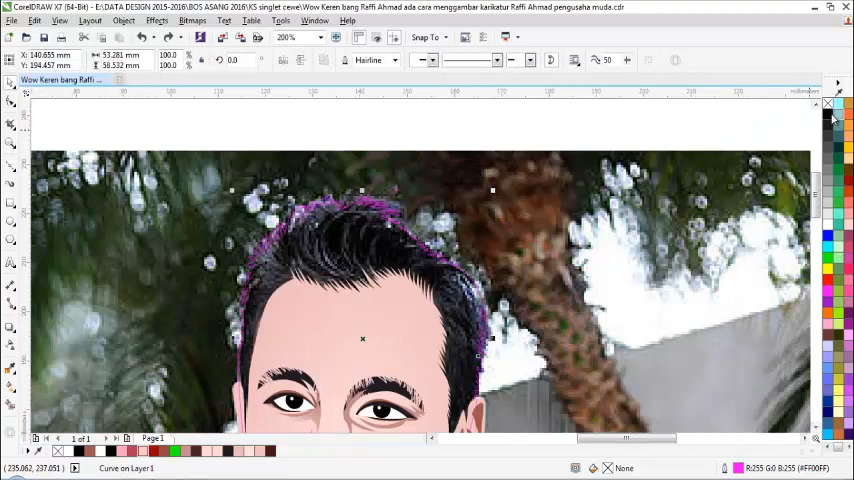 CorelDRAW X7 (64-Bit) - E:\DATA DESIGN 2015-2016\BOS ASANG 2016\KS singlet cewe\Wow Keren bang Raffi Ahmad ada cara menggambar karikatur Raffi Ahmad pengusaha muda.cdr
File Edit View Layout Object Effects Bitmaps Text Table Tools Window Help
200% Snap To
X: 140.655 mm 53.281 mm 100.0 % 0.0 Hairline 50
Y: 194.457 mm 58.532 mm 100.0 %
Wow Keren bang Raffi ...
80 100 110 120 130 140 150 160 170 180 190 200 millimeters
1 of 1 Page1
(235.062, 237.051) Curve on Layer 1 None R:255 G:0 B:255 (#FF00FF)